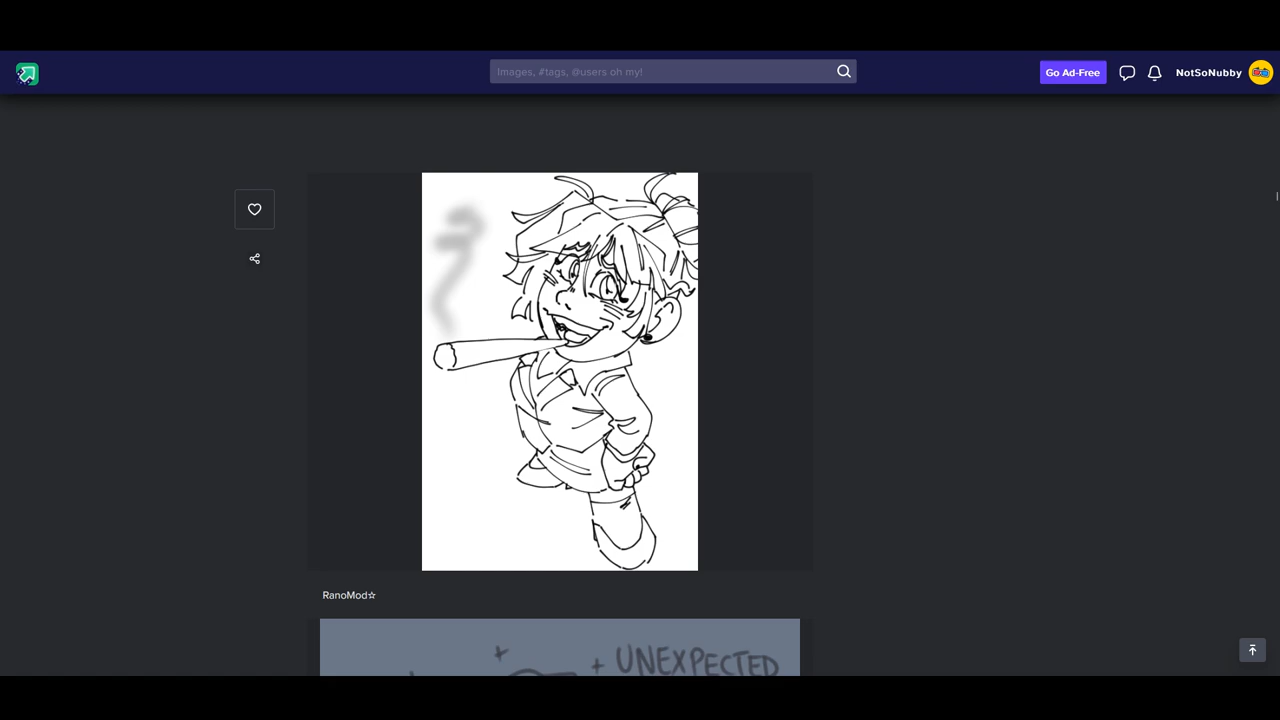 Images, #tags, @users oh my!
Go Ad-Free
NotSoNubby
RanoMod☆
+ UNEXPECTED